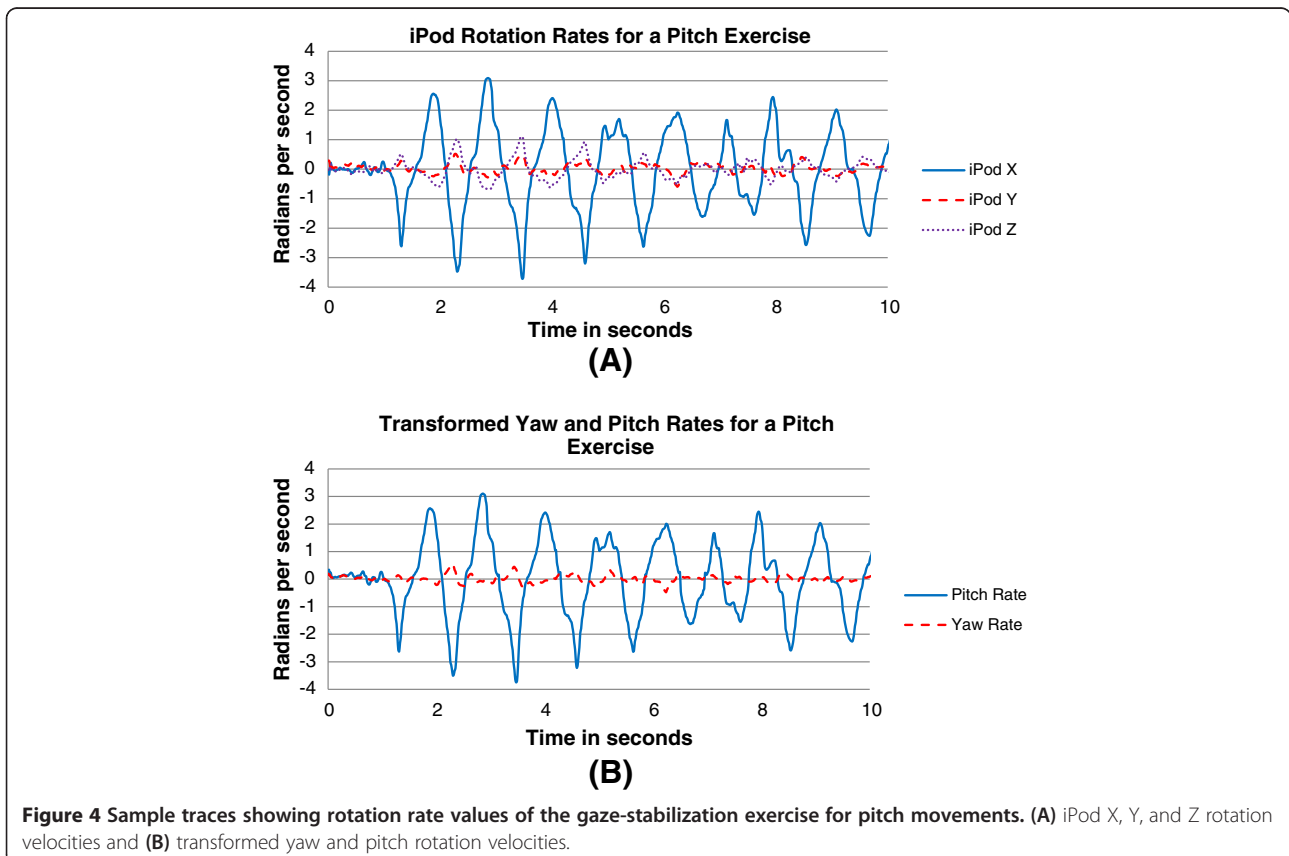 iPod Rotation Rates for a Pitch Exercise
4
3
2
1
0
-1
-2
-3
-4
Radians per second
0 2 4 6 8 10
Time in seconds
iPod X
iPod Y
iPod Z
(A)
Transformed Yaw and Pitch Rates for a Pitch
Exercise
4
3
2
1
0
-1
-2
-3
-4
Radians per second
0 2 4 6 8 10
Time in seconds
Pitch Rate
Yaw Rate
(B)
Figure 4 Sample traces showing rotation rate values of the gaze-stabilization exercise for pitch movements. (A) iPod X, Y, and Z rotation
velocities and (B) transformed yaw and pitch rotation velocities.